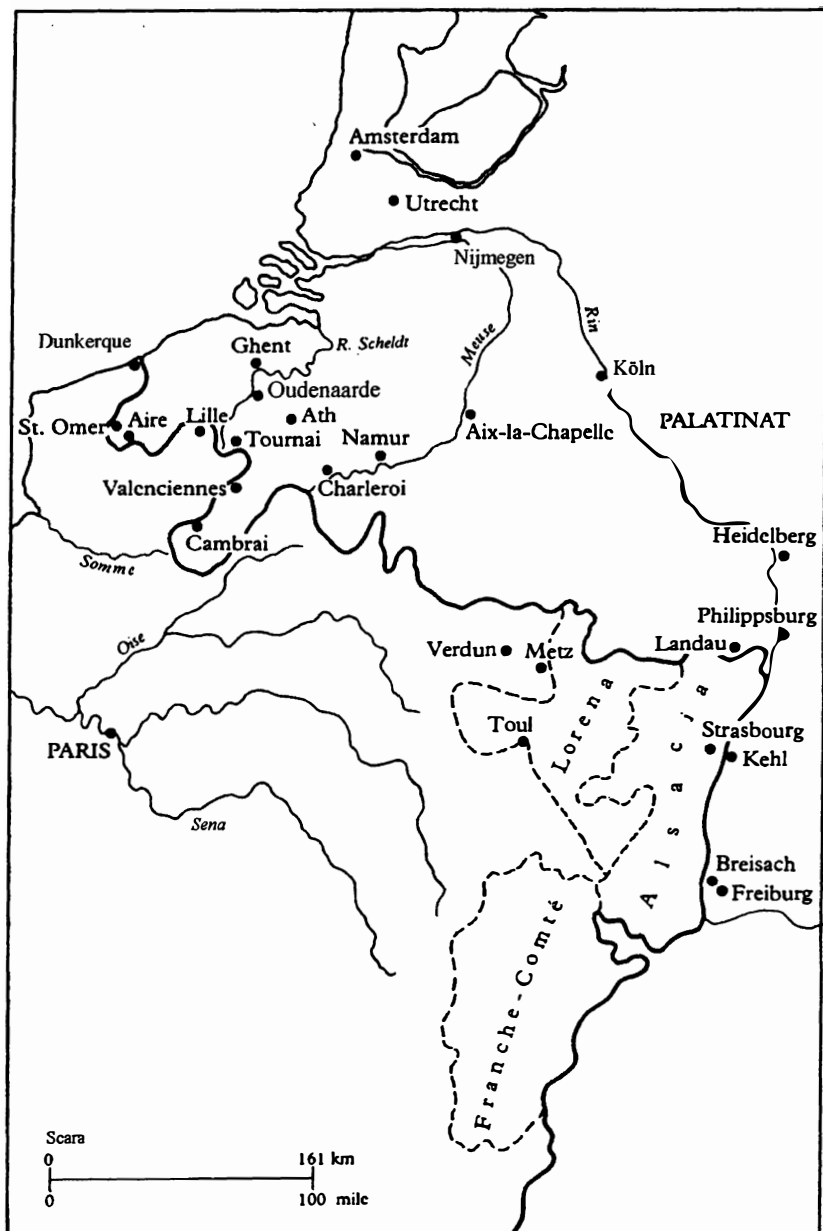 Amsterdam
Utrecht
Nijmegen
Dunkerque
Ghent
R. Scheldt
Meuse
Rin
Köln
Oudenaarde
St. Omer
Aire
Lille
Ath
Tournai
Namur
Aix-la-Chapelle
PALATINAT
Valenciennes
Charleroi
Cambrai
Somme
Heidelberg
Oise
Philippsburg
Verdun
Metz
Landau
Lorena
Toul
Alsacia
Strasbourg
Kehl
PARIS
Sena
Breisach
Freiburg
Franche-Comté
Scara
0 161 km
0 100 mile